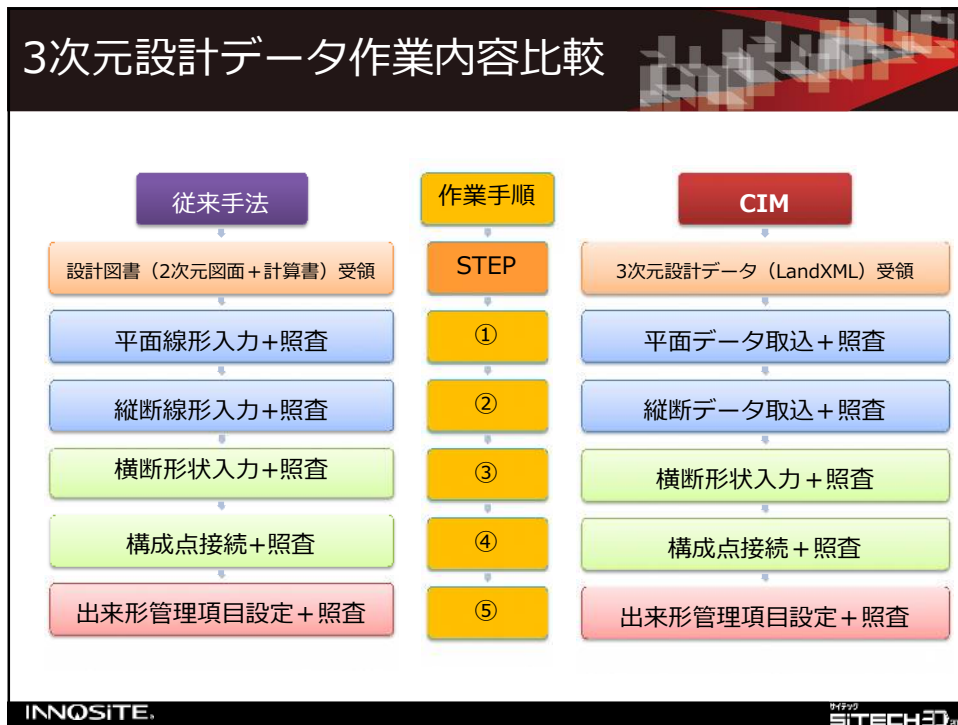 3次元設計データ作業内容比較
従来手法
作業手順
CIM
設計図書（2次元図面＋計算書）受領
STEP
3次元設計データ（LandXML）受領
平面線形入力+照査
①
平面データ取込＋照査
縦断線形入力+照査
②
縦断データ取込＋照査
横断形状入力＋照査
③
横断形状入力＋照査
構成点接続+照査
④
構成点接続＋照査
出来形管理項目設定＋照査
⑤
出来形管理項目設定＋照査
INNOSiTE
サイテック
SiTECH 3D